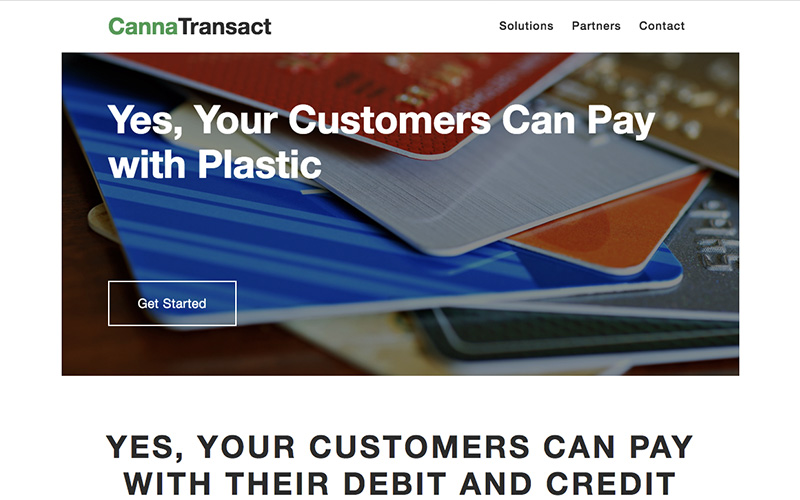 CannaTransact
Solutions Partners Contact
Yes, Your Customers Can Pay
with Plastic
Get Started
YES, YOUR CUSTOMERS CAN PAY
WITH THEIR DEBIT AND CREDIT